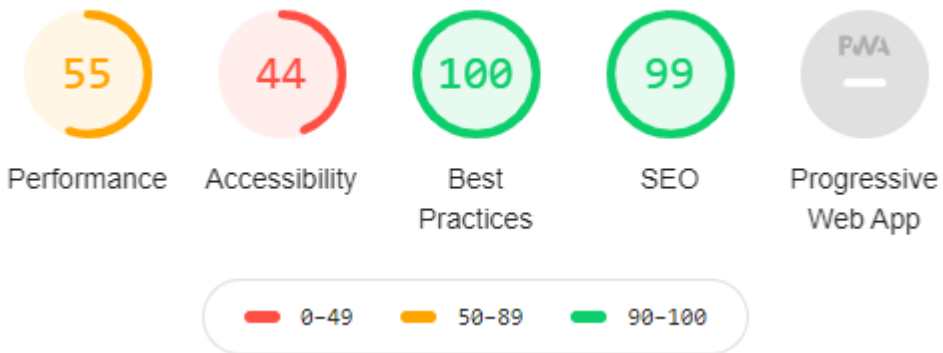 55
44
100
99
PWA
Performance
Accessibility
Best
Practices
SEO
Progressive
Web App
0–49
50–89
90–100